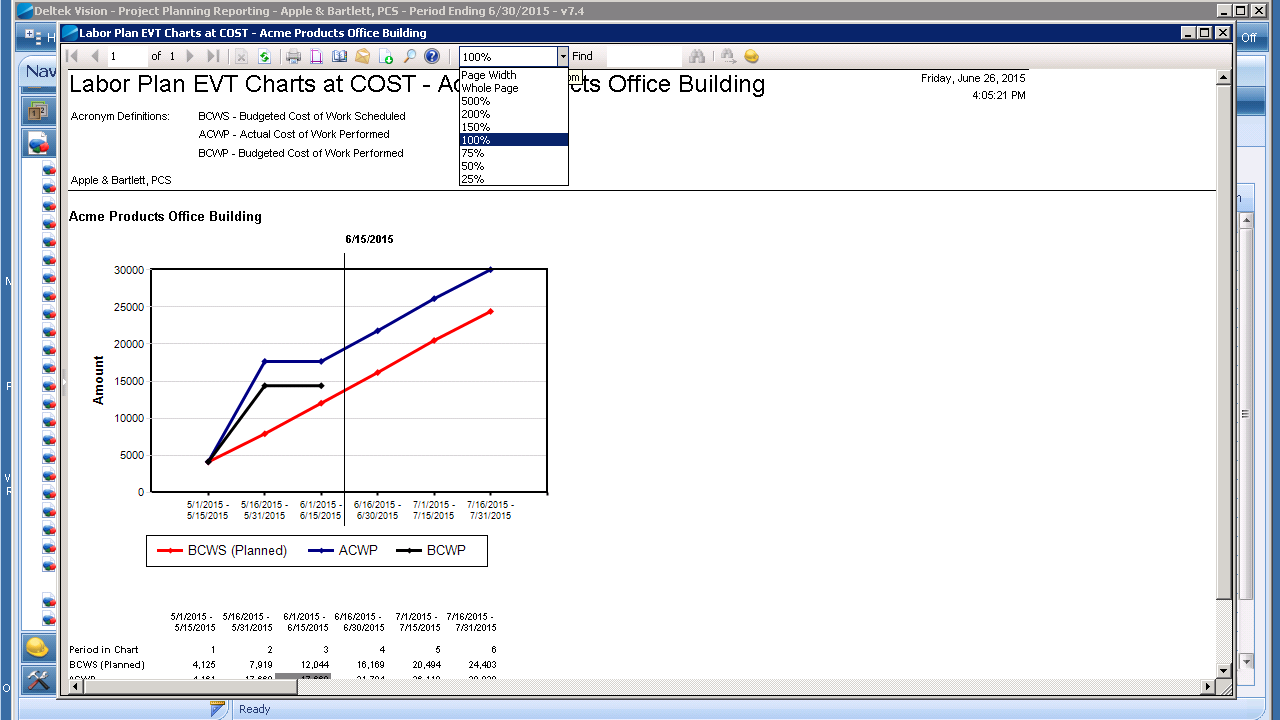 Deltek Vision - Project Planning Reporting - Apple & Bartlett, PCS - Period Ending 6/30/2015 - v7.4
Labor Plan EVT Charts at COST - Acme Products Office Building
H
Off
1 of 1 100% Find
Nav
Page Width
Whole Page
500%
200%
150%
100%
75%
50%
25%
Labor Plan EVT Charts at COST - Ac
ts Office Building
Friday, June 26, 2015
4:05:21 PM
Acronym Definitions: BCWS - Budgeted Cost of Work Scheduled
ACWP - Actual Cost of Work Performed
BCWP - Budgeted Cost of Work Performed
Apple & Bartlett, PCS
Acme Products Office Building
6/15/2015
30000
25000
20000
15000
10000
5000
0
Amount
5/1/2015 - 5/16/2015 - 6/1/2015 - 6/16/2015 - 7/1/2015 - 7/16/2015 -
5/15/2015 5/31/2015 6/15/2015 6/30/2015 7/15/2015 7/31/2015
BCWS (Planned) ACWP BCWP
5/1/2015 - 5/16/2015 - 6/1/2015 - 6/16/2015 - 7/1/2015 - 7/16/2015 -
5/15/2015 5/31/2015 6/15/2015 6/30/2015 7/15/2015 7/31/2015
Period in Chart 1 2 3 4 5 6
BCWS (Planned) 4,125 7,919 12,044 16,169 20,494 24,403
Ready